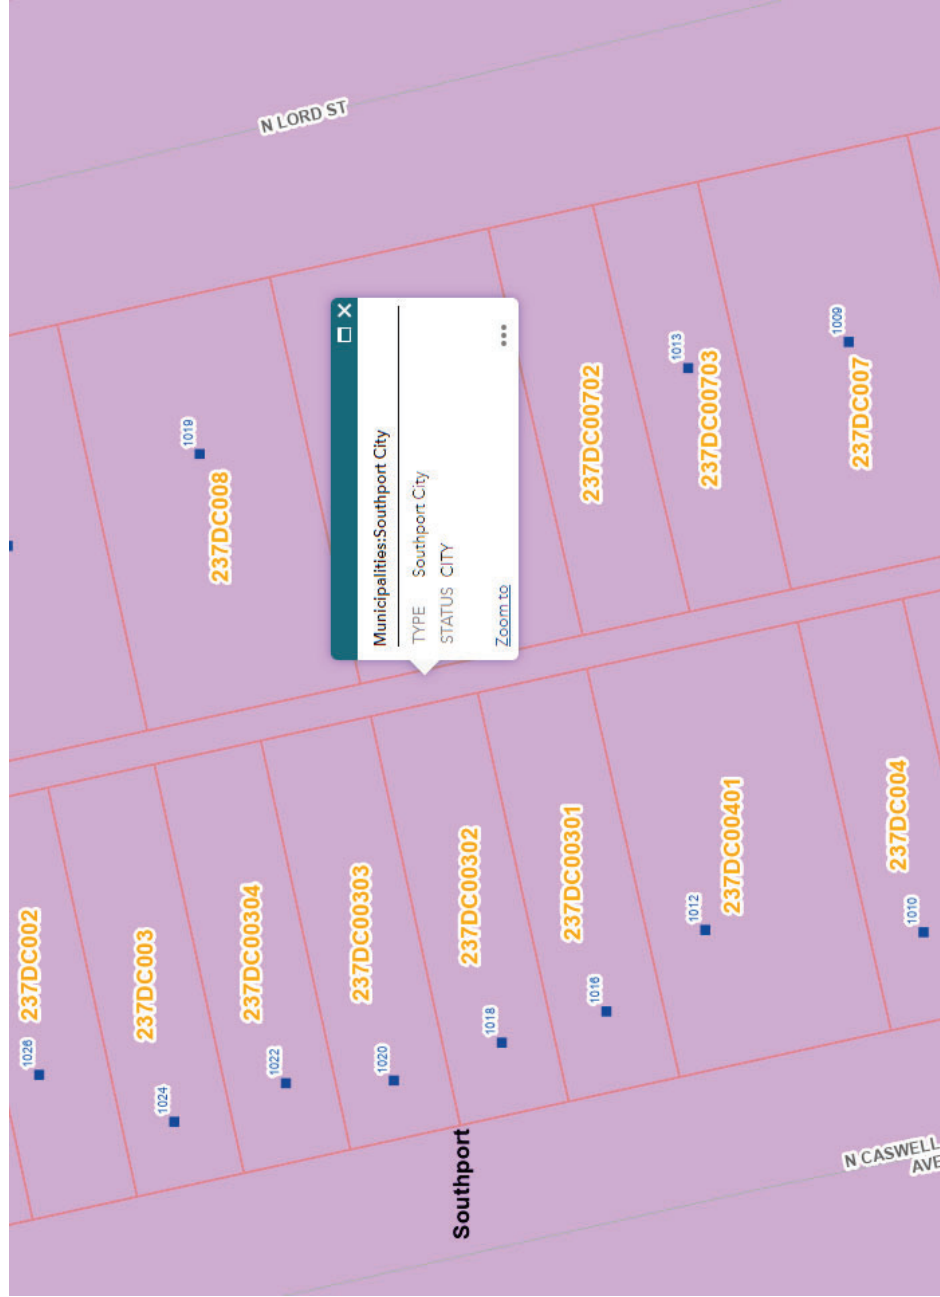 N LORD ST
1019
237DC008
Municipalities:Southport City
TYPE Southport City
STATUS CITY
Zoom to
237DC00702
1013
237DC00703
1009
237DC007
237DC002
1026
237DC003
1024
237DC00304
1022
237DC00303
1020
237DC00302
1018
237DC00301
1016
237DC00401
1012
237DC004
1010
Southport
N CASWELL
AVE